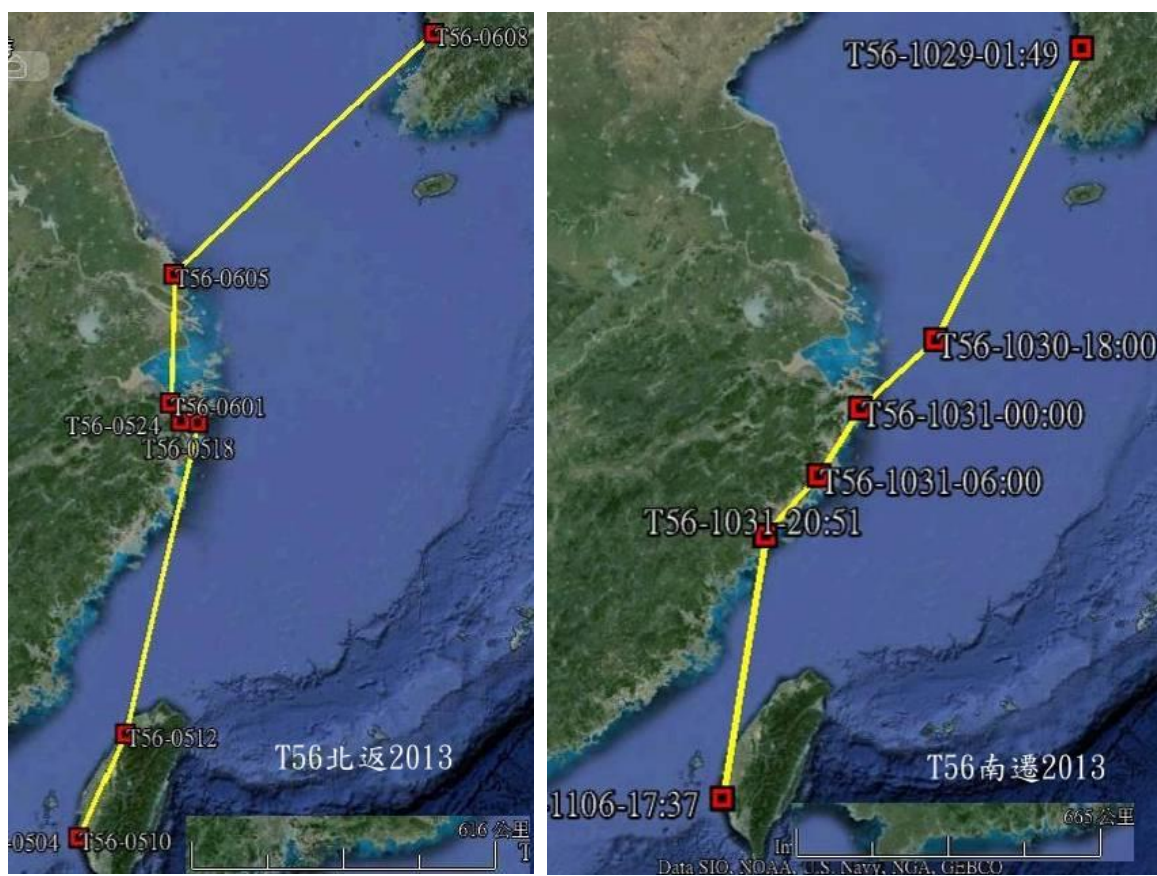 T56-0608
T56-0605
T56-0601
T56-0524
T56-0518
T56-0512
T56北返2013
-0504
T56-0510
616 公里
T56-1029-01:49
T56-1030-18:00
T56-1031-00:00
T56-1031-06:00
T56-1031-20:51
T56南遷2013
-1106-17:37
665 公里
Data SIO, NOAA, U.S. Navy, NGA, GEBCO